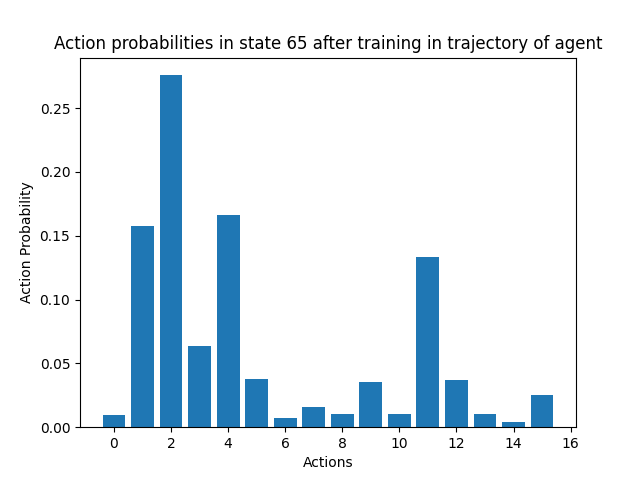 Action probabilities in state 65 after training in trajectory of agent
Action Probability
0.25
0.20
0.15
0.10
0.05
0.00
0 2 4 6 8 10 12 14 16
Actions